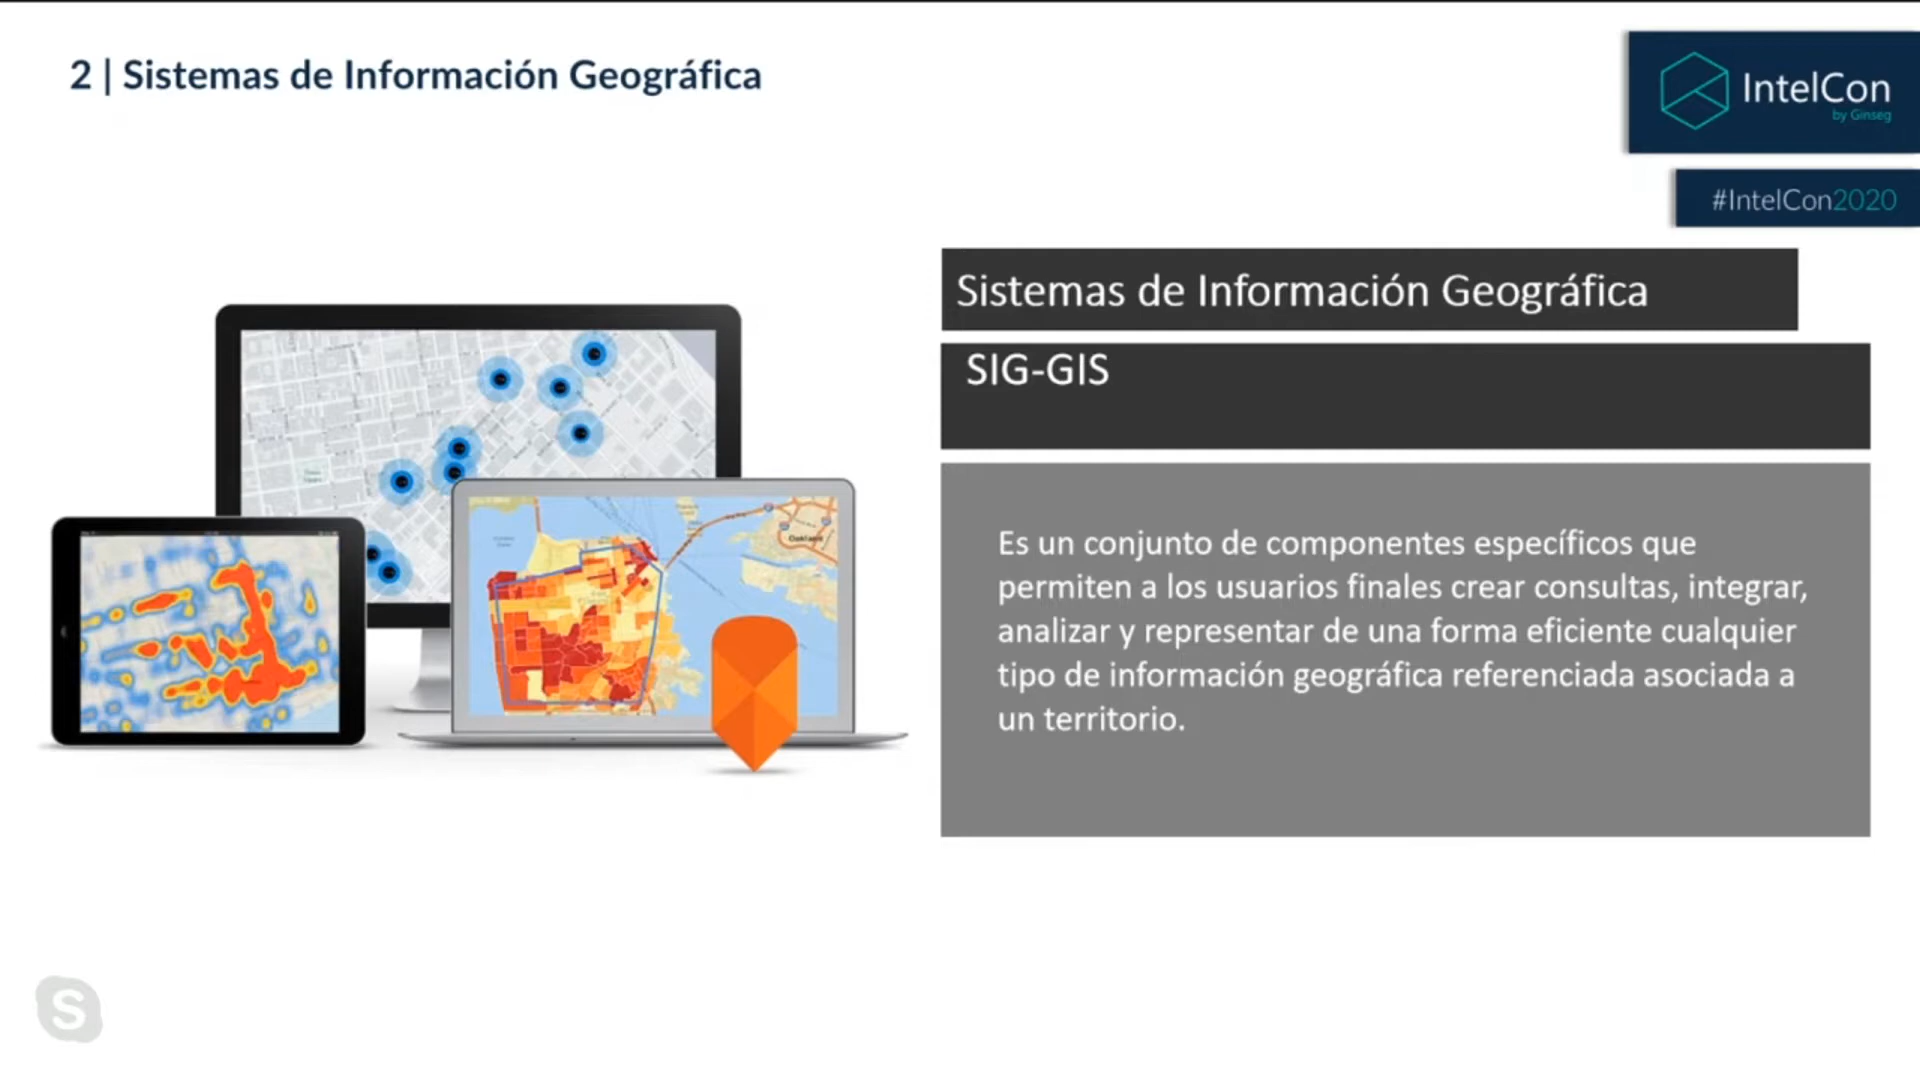 2 | Sistemas de Información Geográfica
IntelCon
by Ginseg
#IntelCon2020
Sistemas de Información Geográfica
SIG-GIS
Es un conjunto de componentes específicos que
permiten a los usuarios finales crear consultas, integrar,
analizar y representar de una forma eficiente cualquier
tipo de información geográfica referenciada asociada a
un territorio.
Oakland
S